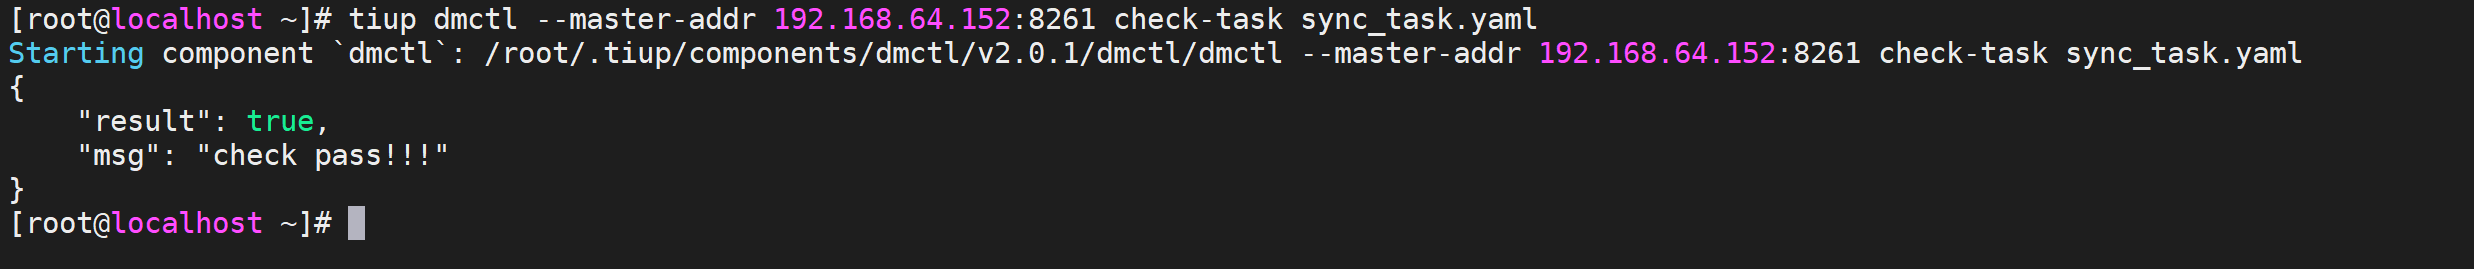 [root@localhost ~]# tiup dmctl --master-addr 192.168.64.152:8261 check-task sync_task.yaml
Starting component `dmctl`: /root/.tiup/components/dmctl/v2.0.1/dmctl/dmctl --master-addr 192.168.64.152:8261 check-task sync_task.yaml
{
    "result": true,
    "msg": "check pass!!!"
}
[root@localhost ~]#